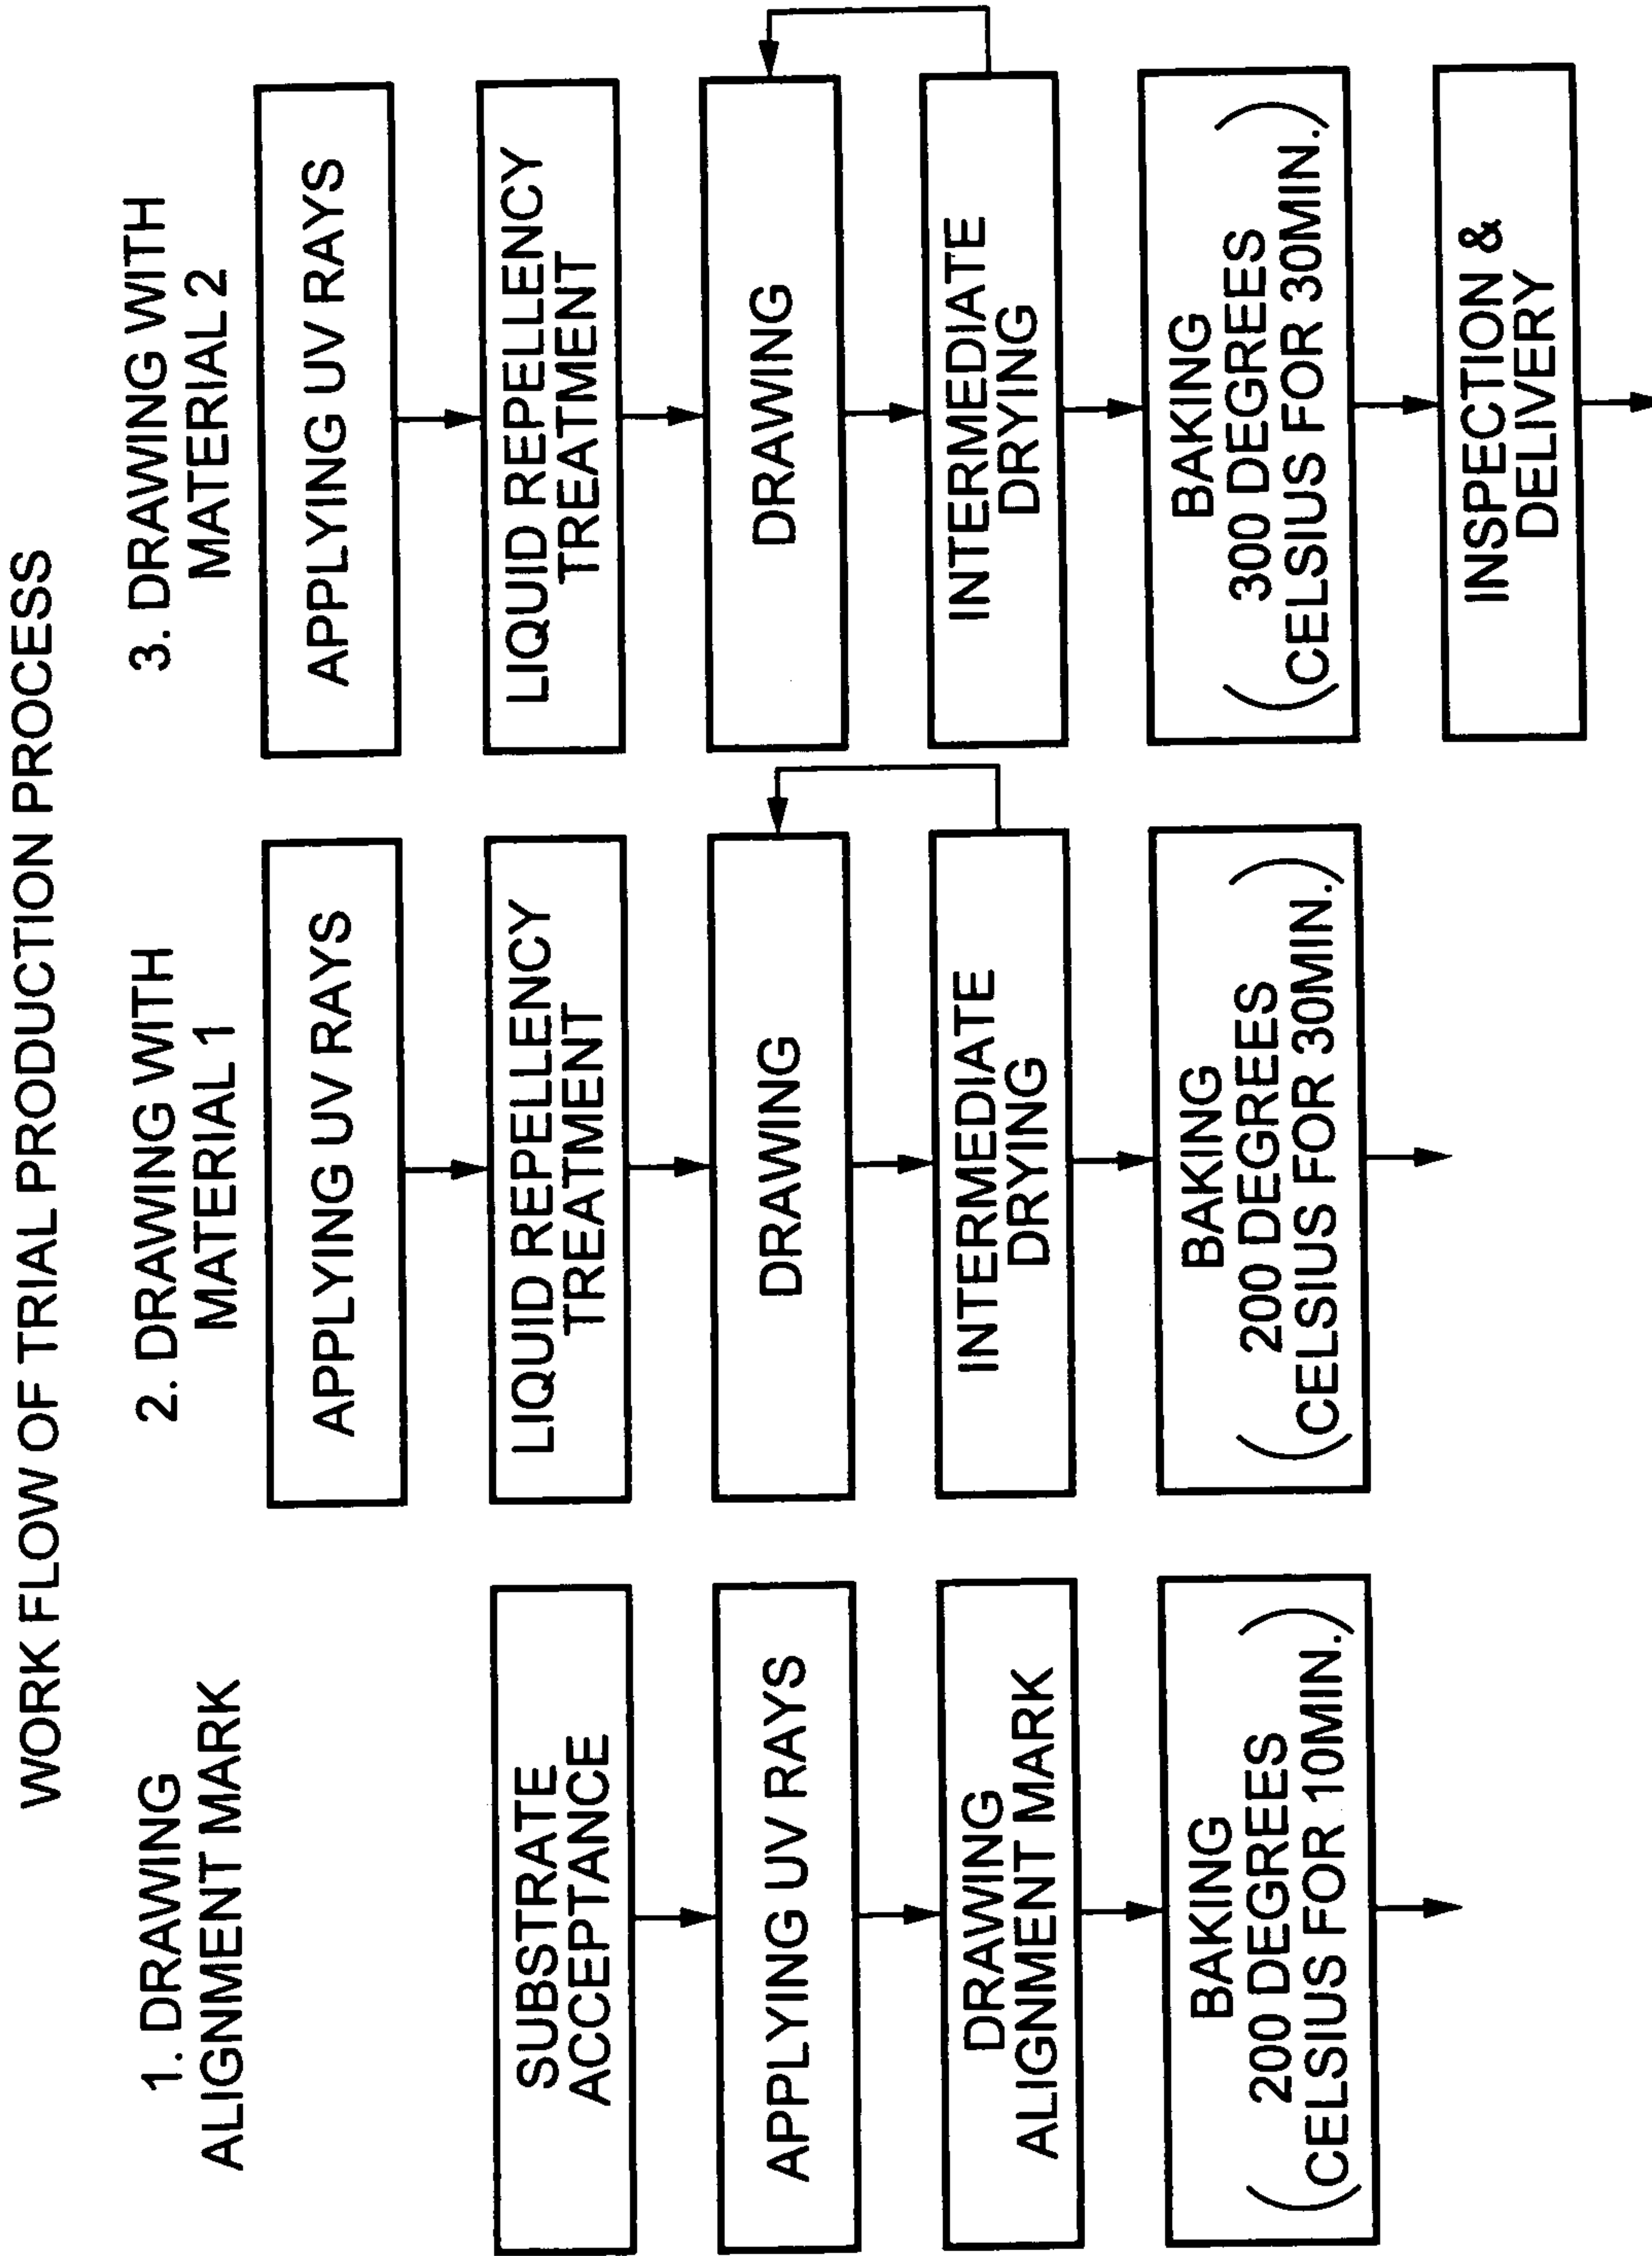 WORK FLOW OF TRIAL PRODUCTION PROCESS
1. DRAWING
ALIGNMENT MARK
SUBSTRATE
ACCEPTANCE
APPLYING UV RAYS
DRAWING
ALIGNMENT MARK
BAKING
200 DEGREES
(CELSIUS FOR 10MIN.)
2. DRAWING WITH
MATERIAL 1
APPLYING UV RAYS
LIQUID REPELLENCY
TREATMENT
DRAWING
INTERMEDIATE
DRYING
BAKING
200 DEGREES
(CELSIUS FOR 30MIN.)
3. DRAWING WITH
MATERIAL 2
APPLYING UV RAYS
LIQUID REPELLENCY
TREATMENT
DRAWING
INTERMEDIATE
DRYING
BAKING
300 DEGREES
(CELSIUS FOR 30MIN.)
INSPECTION &
DELIVERY